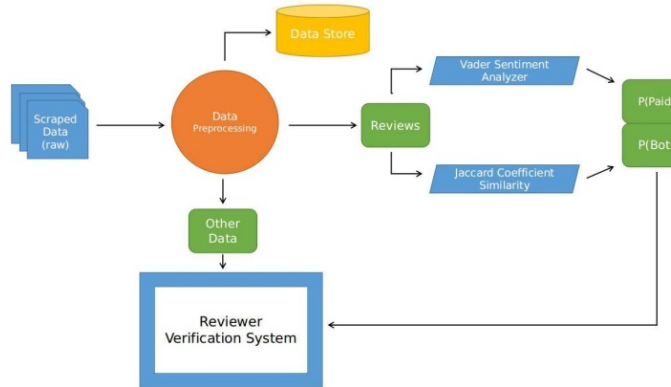 Data Store
Vader Sentiment
Analyzer
Scraped
Data
(raw)
Data
Preprocessing
Reviews
P(Paid
P(Bot
Jaccard Coefficient
Similarity
Other
Data
Reviewer
Verification System